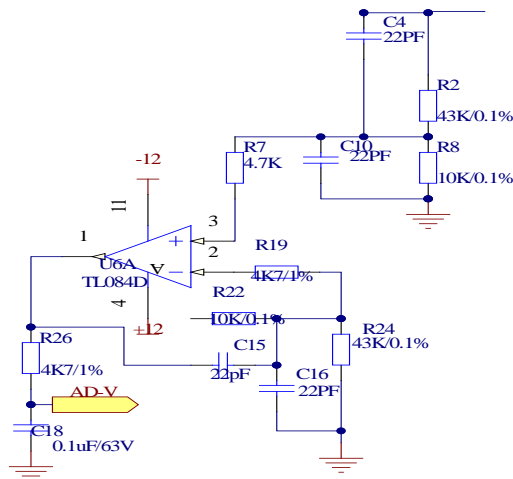 C4
22PF
R2
43K/0.1%
R7
4.7K
C10
22PF
R8
10K/0.1%
-12
11
3
1
2
U6A
A
TL084D
R19
4K7/1%
4
R22
10K/0.1%
+12
R26
4K7/1%
C15
22pF
R24
43K/0.1%
C16
22PF
AD-V
C18
0.1uF/63V